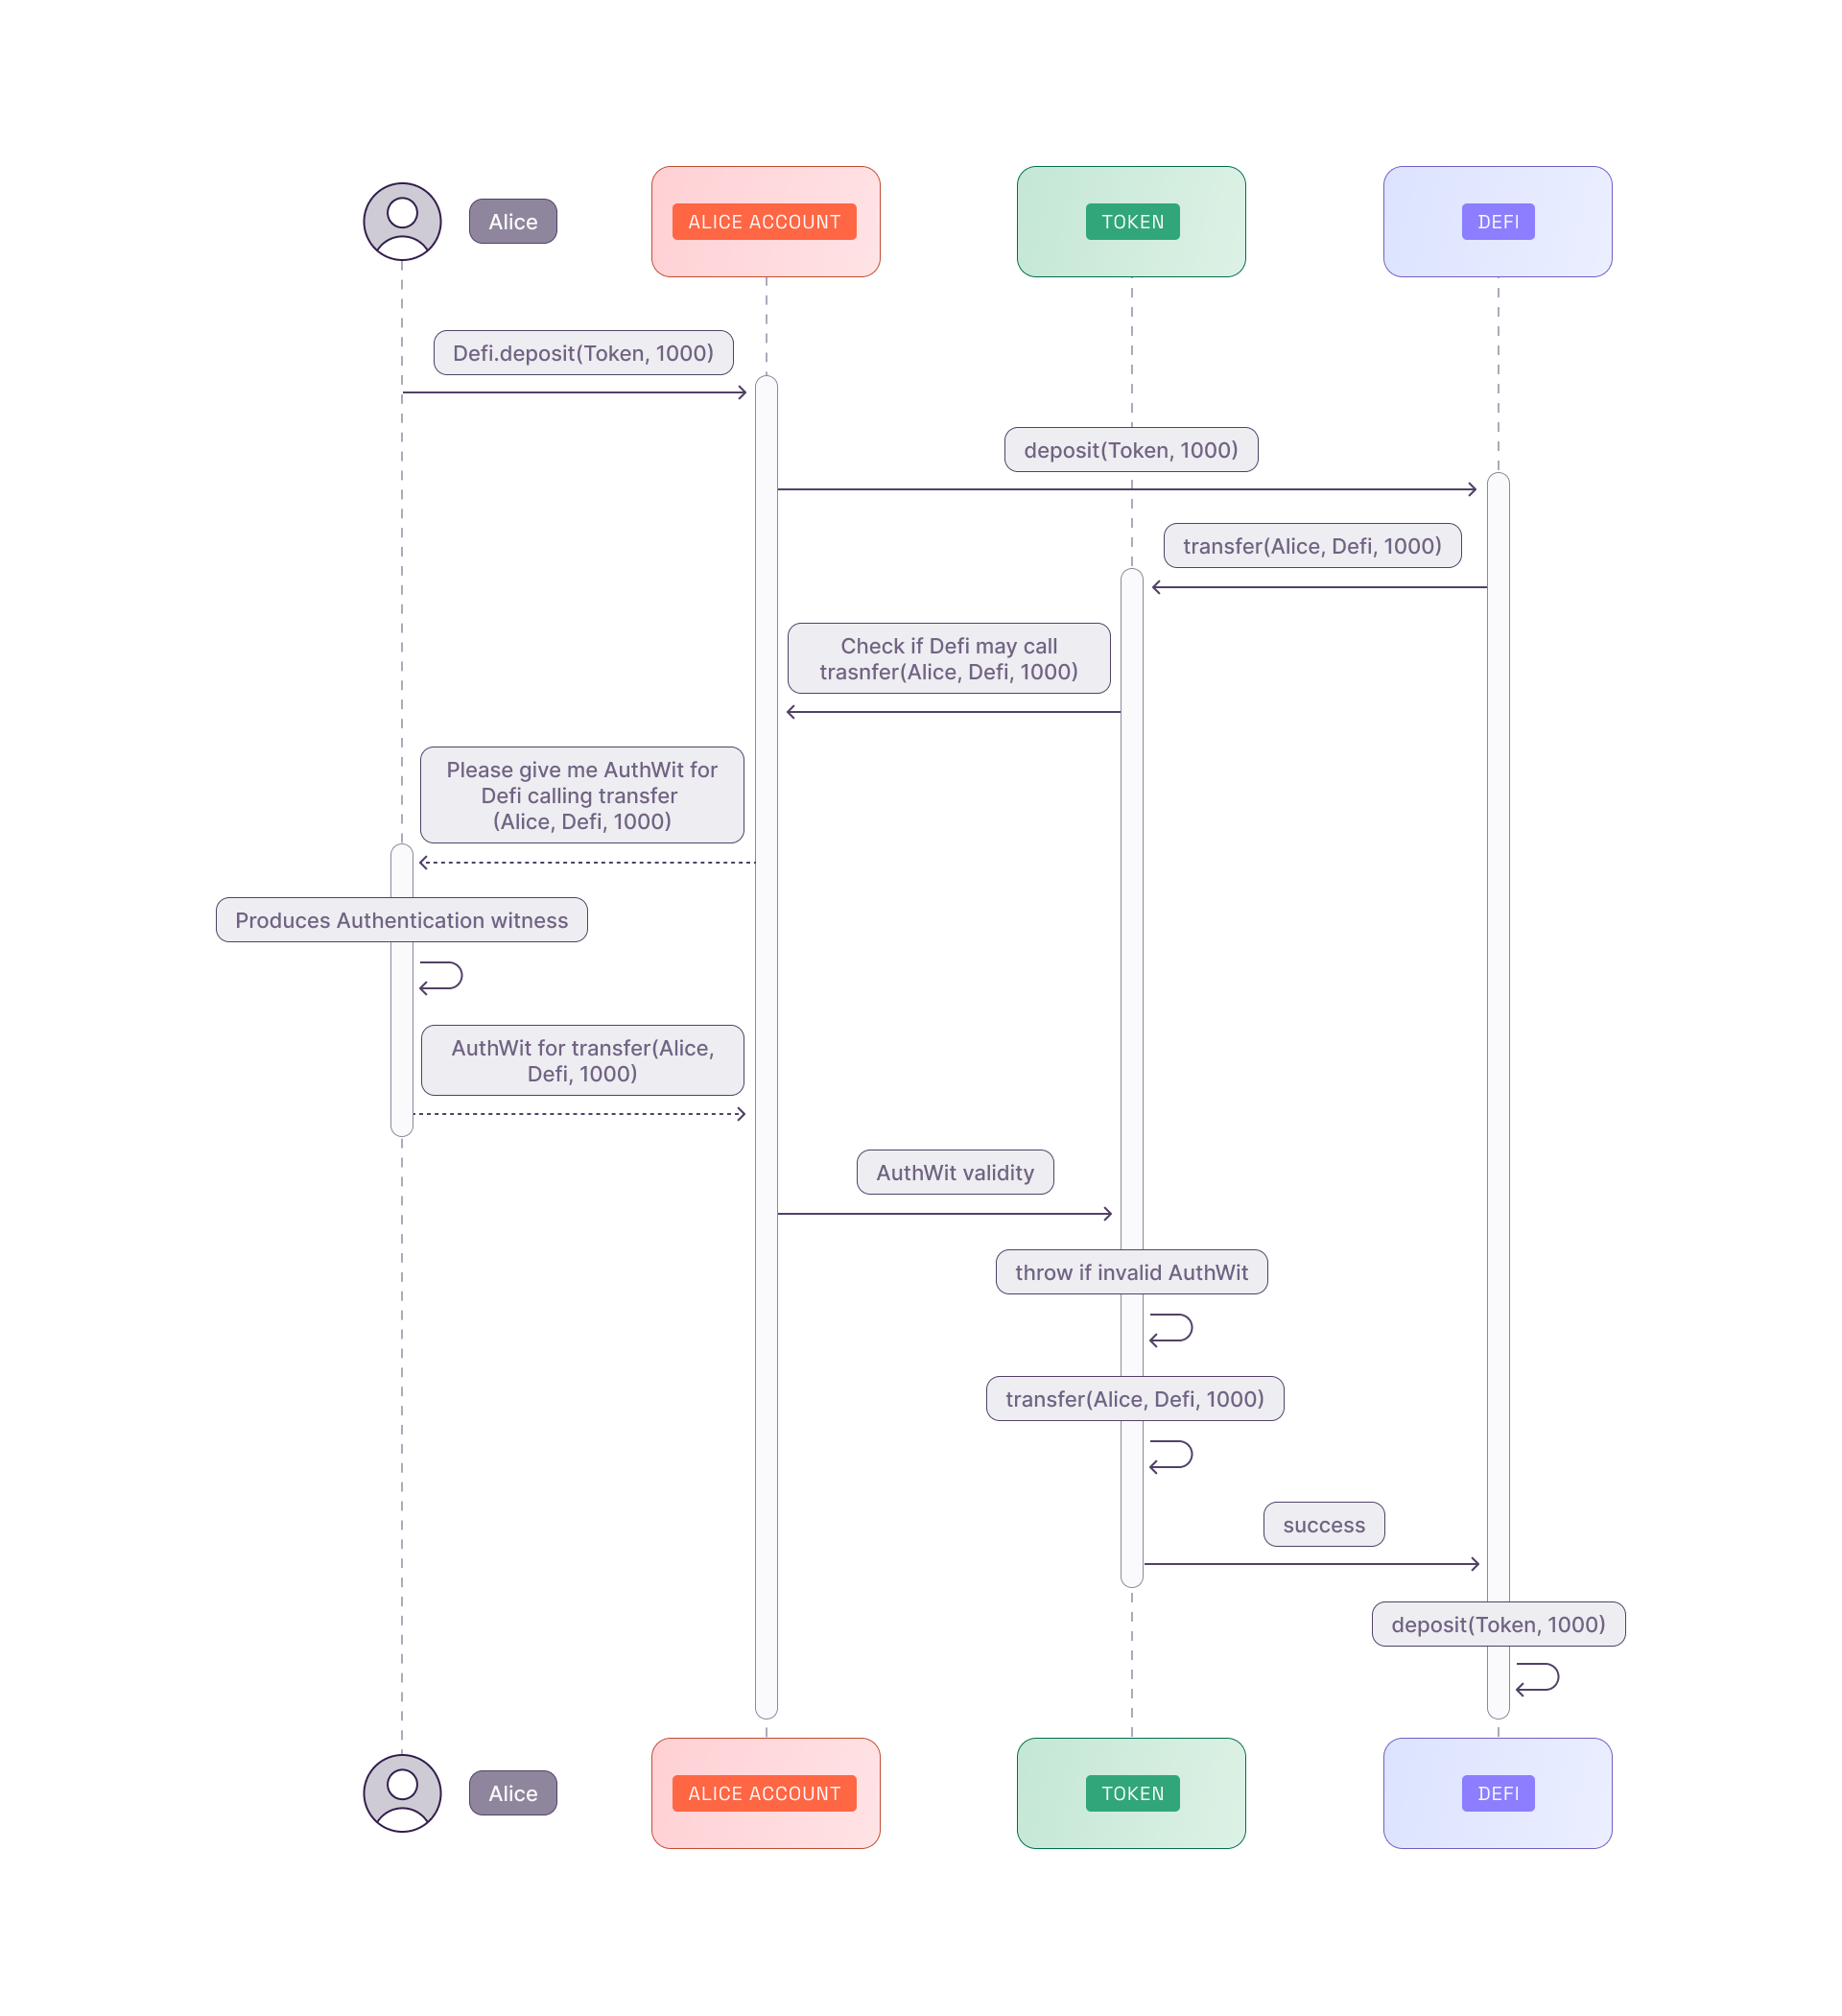 Alice
ALICE ACCOUNT
TOKEN
DEFI
Defi.deposit(Token, 1000)
deposit(Token, 1000)
transfer(Alice, Defi, 1000)
Check if Defi may call
trasnfer(Alice, Defi, 1000)
Please give me AuthWit for
Defi calling transfer
(Alice, Defi, 1000)
Produces Authentication witness
AuthWit for transfer(Alice,
Defi, 1000)
AuthWit validity
throw if invalid AuthWit
transfer(Alice, Defi, 1000)
success
deposit(Token, 1000)
Alice
ALICE ACCOUNT
TOKEN
DEFI